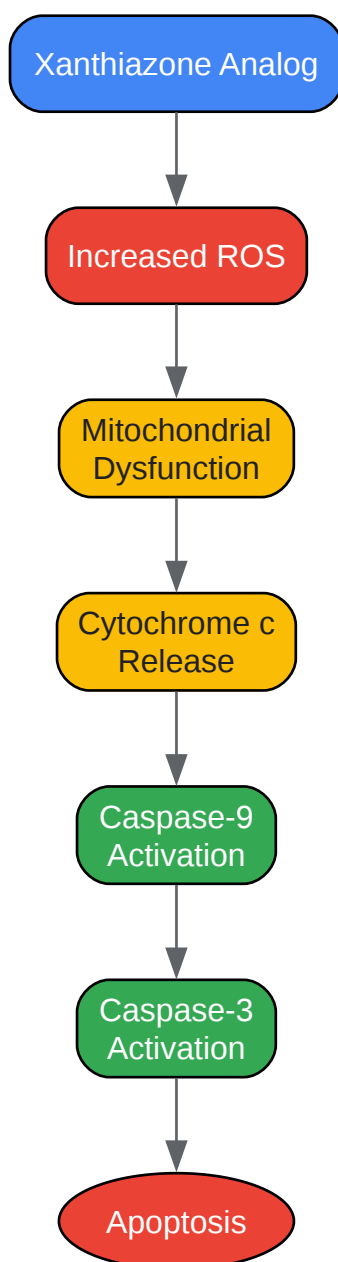 Xanthiazone Analog
Increased ROS
Mitochondrial
Dysfunction
Cytochrome c
Release
Caspase-9
Activation
Caspase-3
Activation
Apoptosis